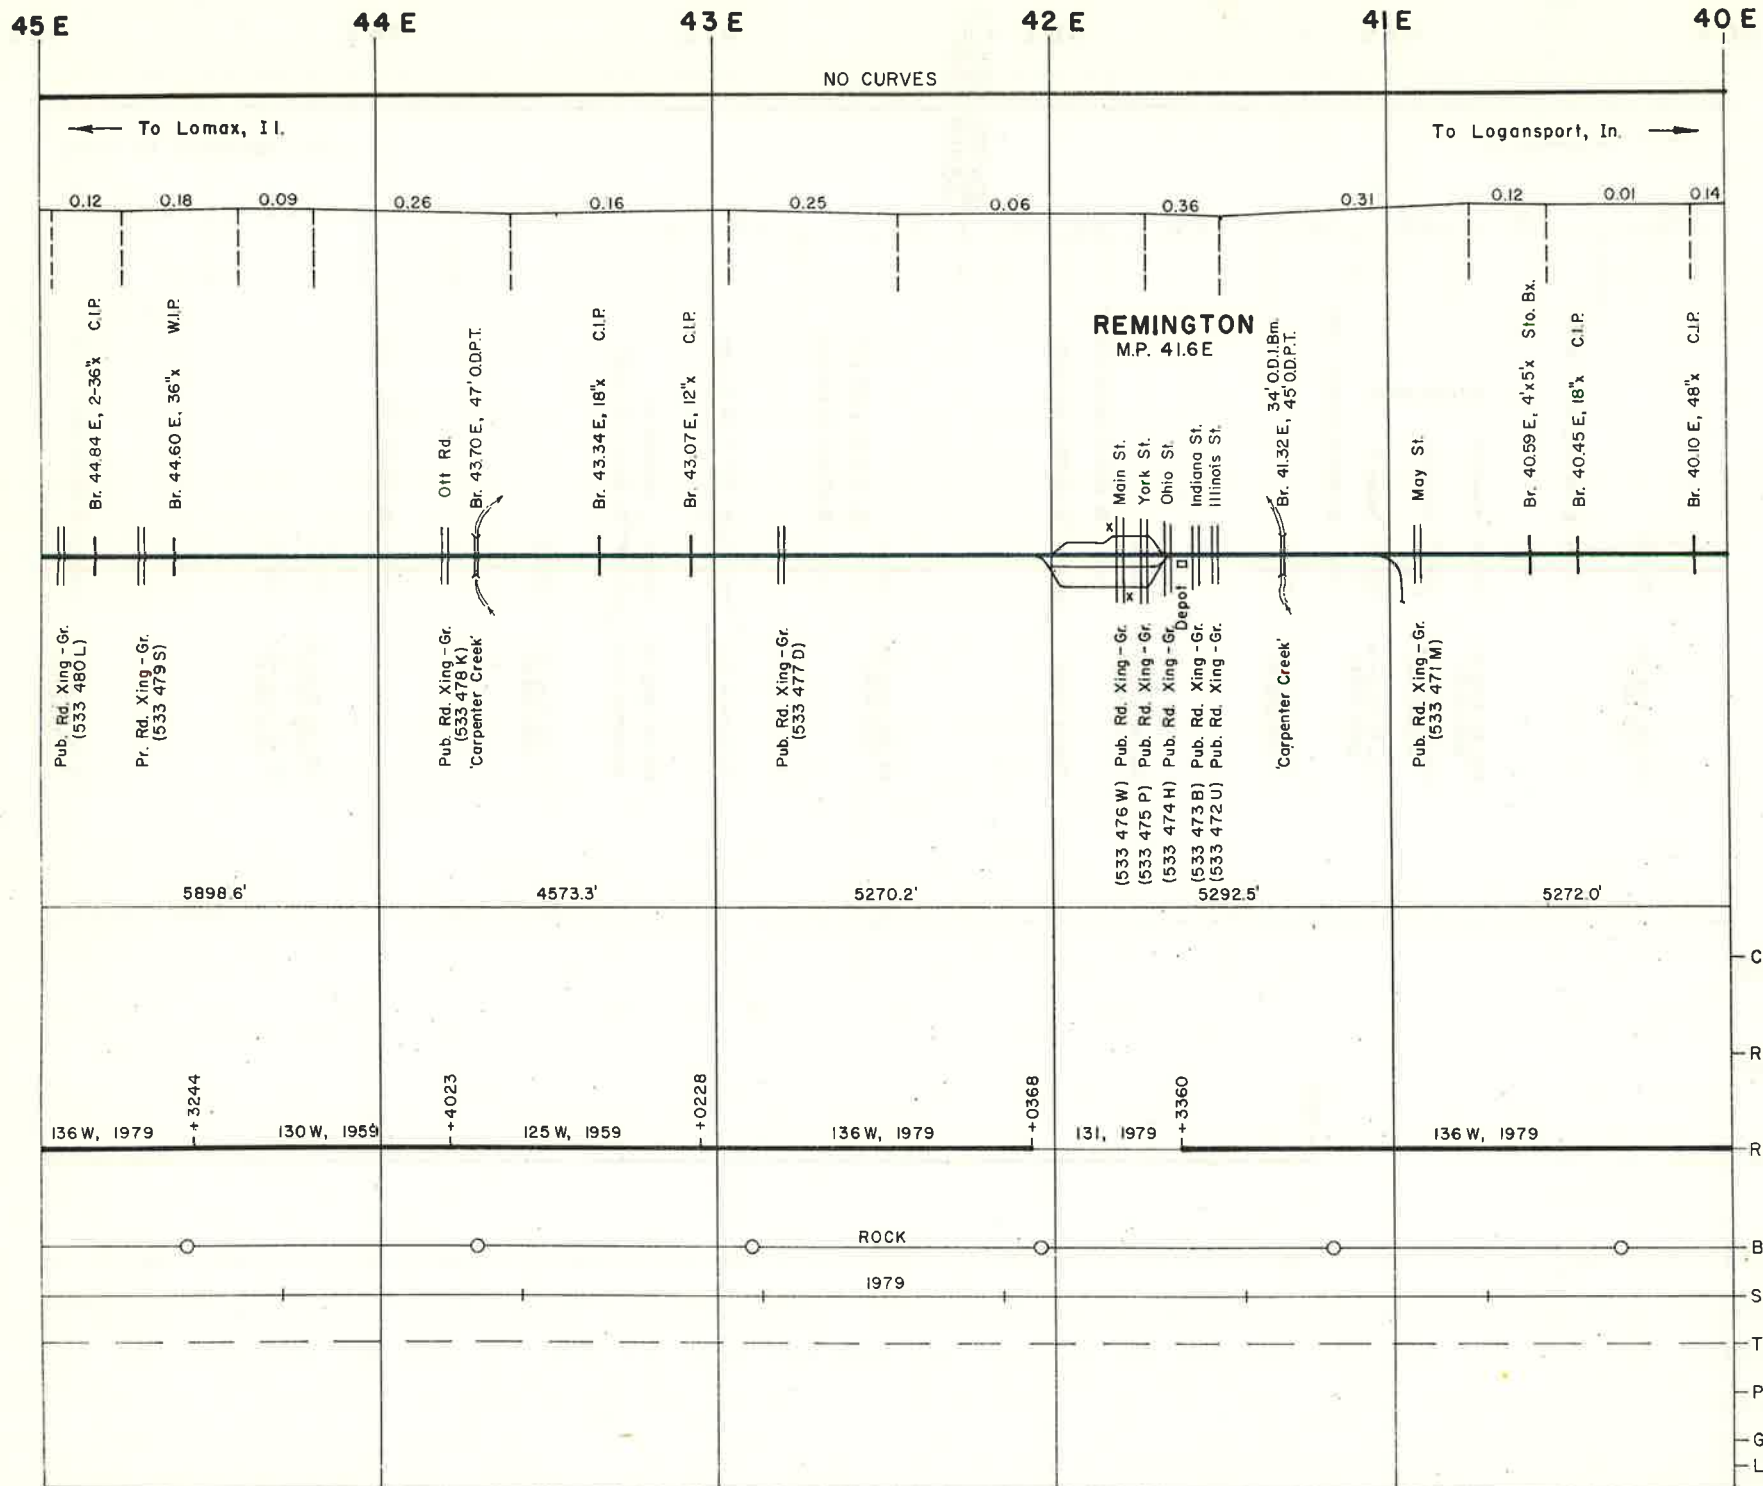 45 E 44 E 43 E 42 E 41 E 40 E
NO CURVES
To Lomax, Il.
To Logansport, In.
0.12 0.18 0.09 0.26 0.16 0.25 0.06 0.36 0.31 0.12 0.01 0.14
REMINGTON
M.P. 41.6 E
Br. 44.84 E, 2-36"x C.I.P.
Br. 44.60 E, 36"x W.I.P.
Ott Rd.
Br. 43.70 E, 47' O.D.P.T.
Br. 43.34 E, 18"x C.I.P.
Br. 43.07 E, 12"x C.I.P.
Main St.
York St.
Ohio St.
Indiana St.
Illinois St.
34' O.D.I.Bm.
Br. 41.32 E, 45' O.D.P.T.
May St.
Br. 40.59 E, 4'x5'x Sto. Bx.
Br. 40.45 E, 18"x C.I.P.
Br. 40.10 E, 48"x C.I.P.
x
x
Depot
Pub. Rd. Xing-Gr.
(533 480 L)
Pr. Rd. Xing-Gr.
(533 479 S)
Pub. Rd. Xing-Gr.
(533 478 K)
'Carpenter Creek'
Pub. Rd. Xing-Gr.
(533 477 D)
(533 476 W) Pub. Rd. Xing-Gr.
(533 475 P) Pub. Rd. Xing-Gr.
(533 474 H) Pub. Rd. Xing-Gr.
(533 473 B) Pub. Rd. Xing-Gr.
(533 472 U) Pub. Rd. Xing-Gr.
'Carpenter Creek'
Pub. Rd. Xing-Gr.
(533 471 M)
5898.6' 4573.3' 5270.2' 5292.5' 5272.0'
C
R
+3244 +4023 +0228 +0368 +3360
136 W, 1979 130 W, 1959 125 W, 1959 136 W, 1979 131, 1979 136 W, 1979
R
ROCK
B
1979
S
T
P
G
L